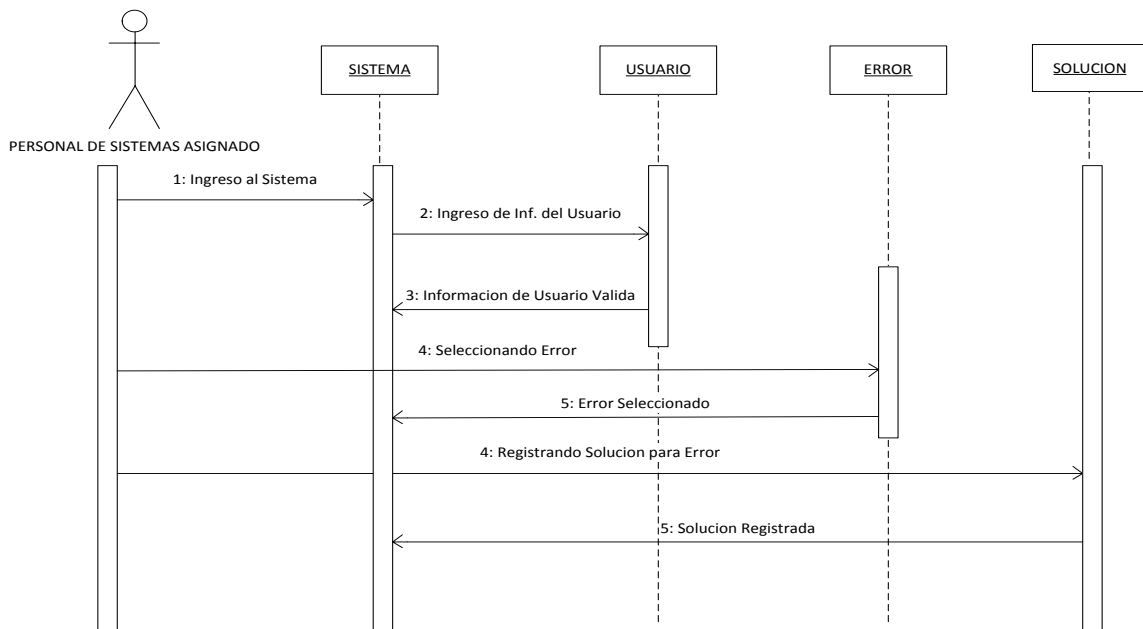 SISTEMA
USUARIO
ERROR
SOLUCION
PERSONAL DE SISTEMAS ASIGNADO
1: Ingreso al Sistema
2: Ingreso de Inf. del Usuario
3: Informacion de Usuario Valida
4: Seleccionando Error
5: Error Seleccionado
4: Registrando Solucion para Error
5: Solucion Registrada